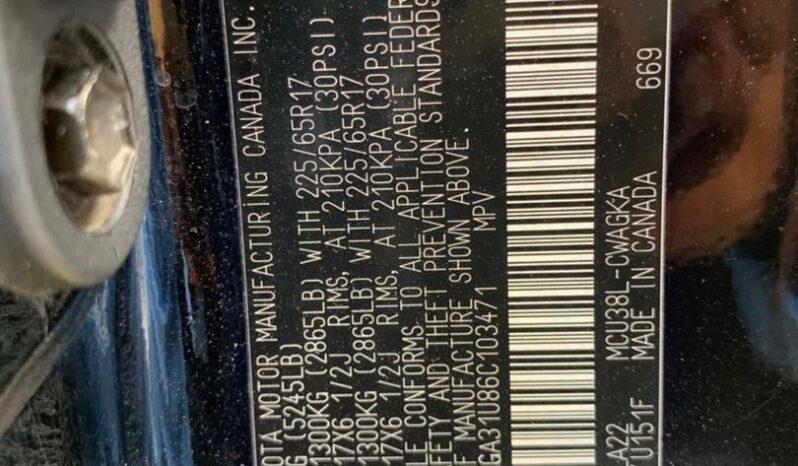 OTA MOTOR MANUFACTURING CANADA INC.
G (5245LB)
1300KG (2865LB) WITH 225/65R17
17X6 1/2J RIMS, AT 210KPA (30PSI)
1300KG (2865LB) WITH 225/65R17
17X6 1/2J RIMS, AT 210KPA (30PSI)
LE CONFORMS TO ALL APPLICABLE FEDER
FETY AND THEFT PREVENTION STANDARDS
F MANUFACTURE SHOWN ABOVE.
GA31U86C103471 MPV
A22 MCU38L-CWAGKA
U151F MADE IN CANADA 669